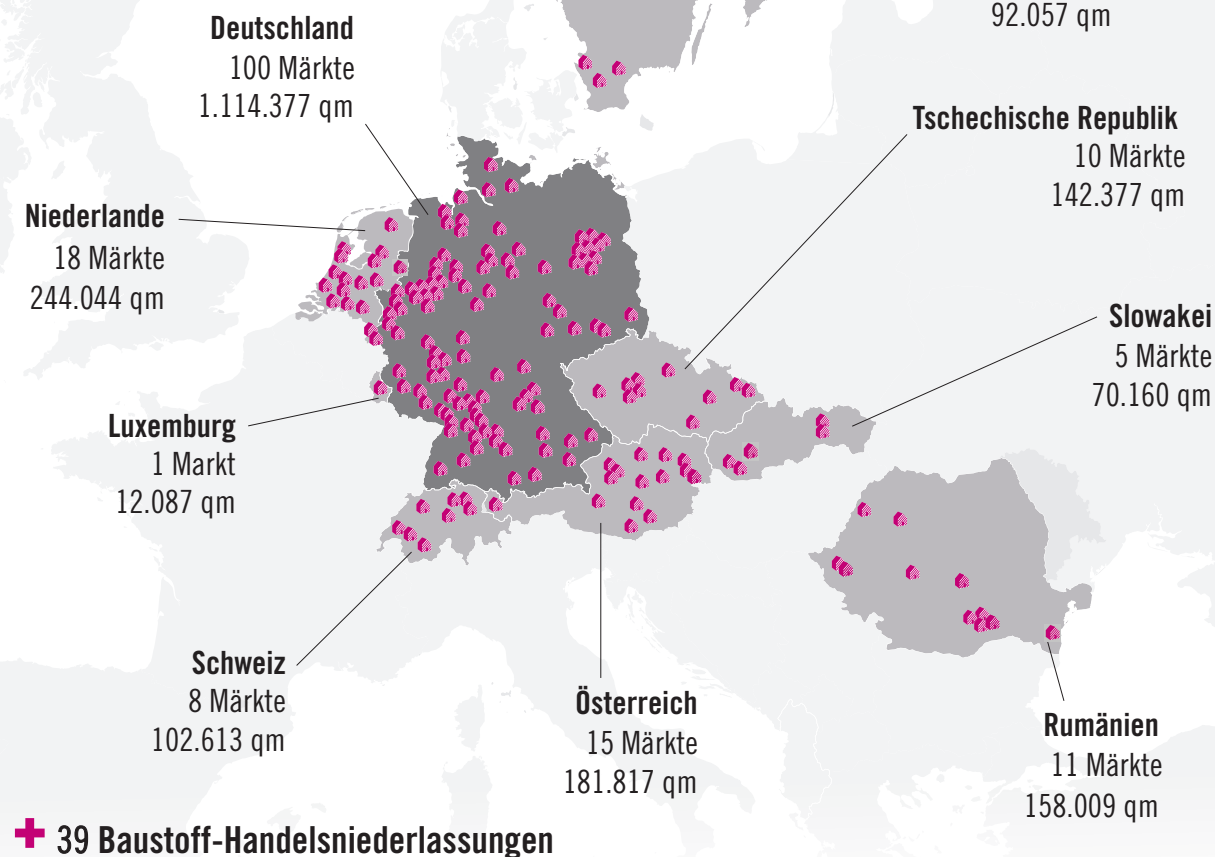 92.057 qm
Deutschland
100 Märkte
1.114.377 qm
Tschechische Republik
10 Märkte
142.377 qm
Niederlande
18 Märkte
244.044 qm
Slowakei
5 Märkte
70.160 qm
Luxemburg
1 Markt
12.087 qm
Schweiz
8 Märkte
102.613 qm
Österreich
15 Märkte
181.817 qm
Rumänien
11 Märkte
158.009 qm
+ 39 Baustoff-Handelsniederlassungen